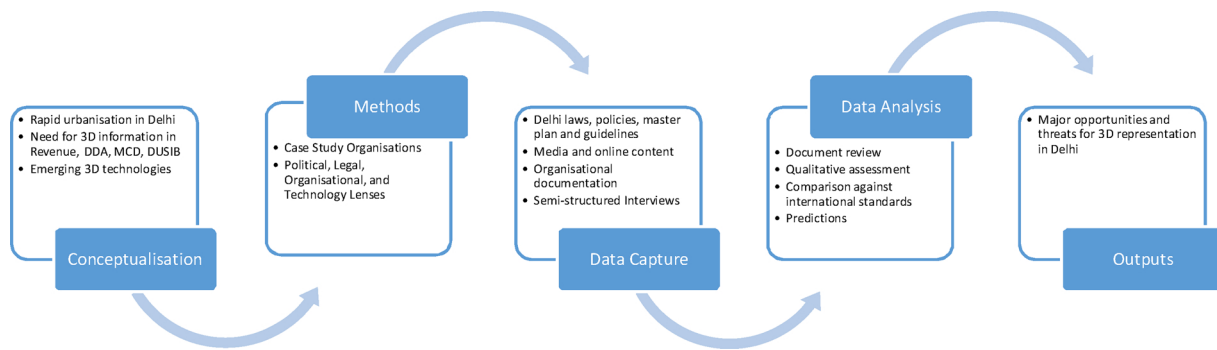 • Rapid urbanisation in Delhi
• Need for 3D information in
Revenue, DDA, MCD, DUSIB
• Emerging 3D technologies
Conceptualisation
Methods
• Case Study Organisations
• Political, Legal,
Organisational, and
Technology Lenses
• Delhi laws, policies, master
plan and guidelines
• Media and online content
• Organisational
documentation
• Semi-structured Interviews
Data Capture
Data Analysis
• Document review
• Qualitative assessment
• Comparison against
international standards
• Predictions
• Major opportunities and
threats for 3D representation
in Delhi
Outputs